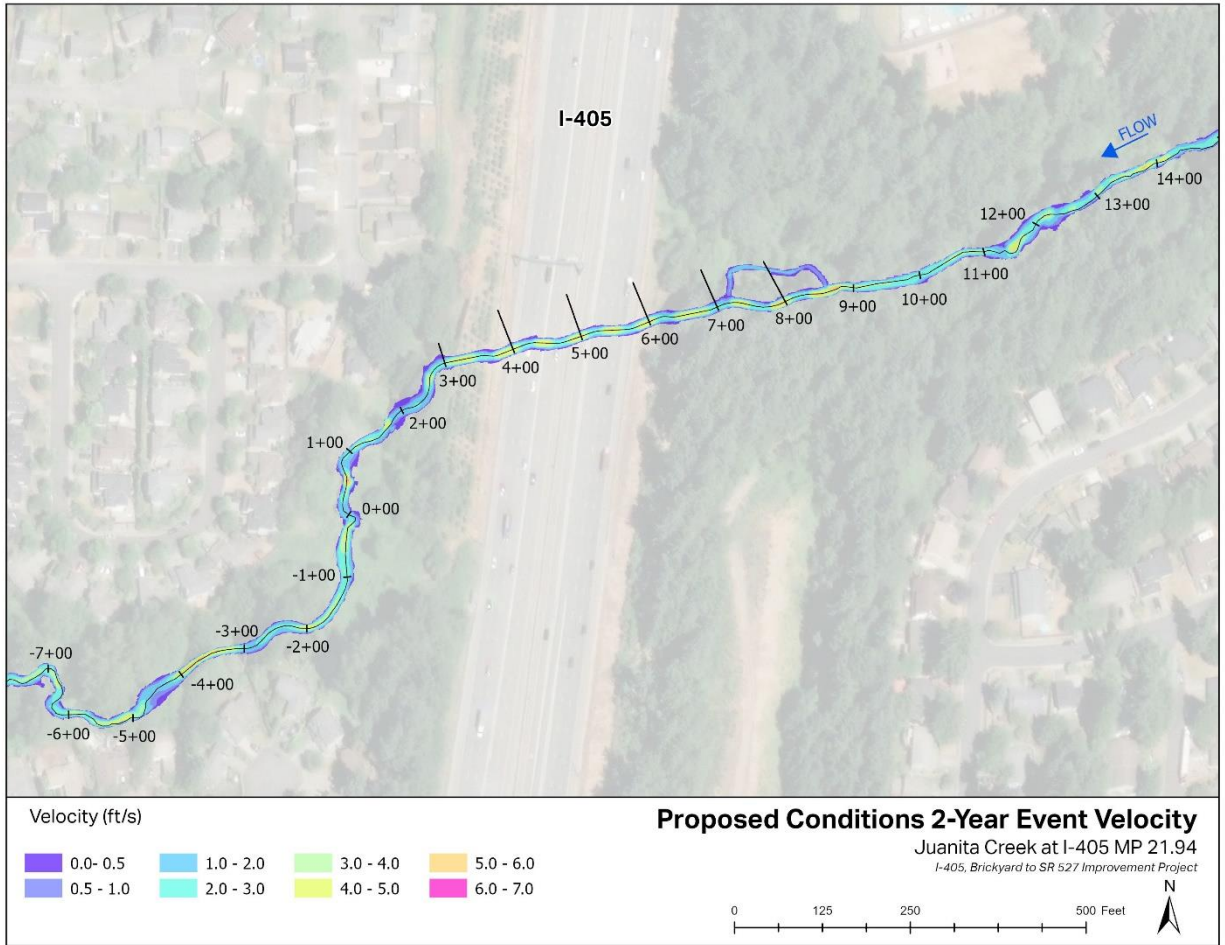 I-405
FLOW
14+00
13+00
12+00
11+00
10+00
9+00
8+00
7+00
6+00
5+00
4+00
3+00
2+00
1+00
0+00
-1+00
-2+00
-3+00
-4+00
-5+00
-6+00
-7+00
Velocity (ft/s)
0.0- 0.5
0.5 - 1.0
1.0 - 2.0
2.0 - 3.0
3.0 - 4.0
4.0 - 5.0
5.0 - 6.0
6.0 - 7.0
Proposed Conditions 2-Year Event Velocity
Juanita Creek at I-405 MP 21.94
I-405, Brickyard to SR 527 Improvement Project
N
0 125 250 500 Feet